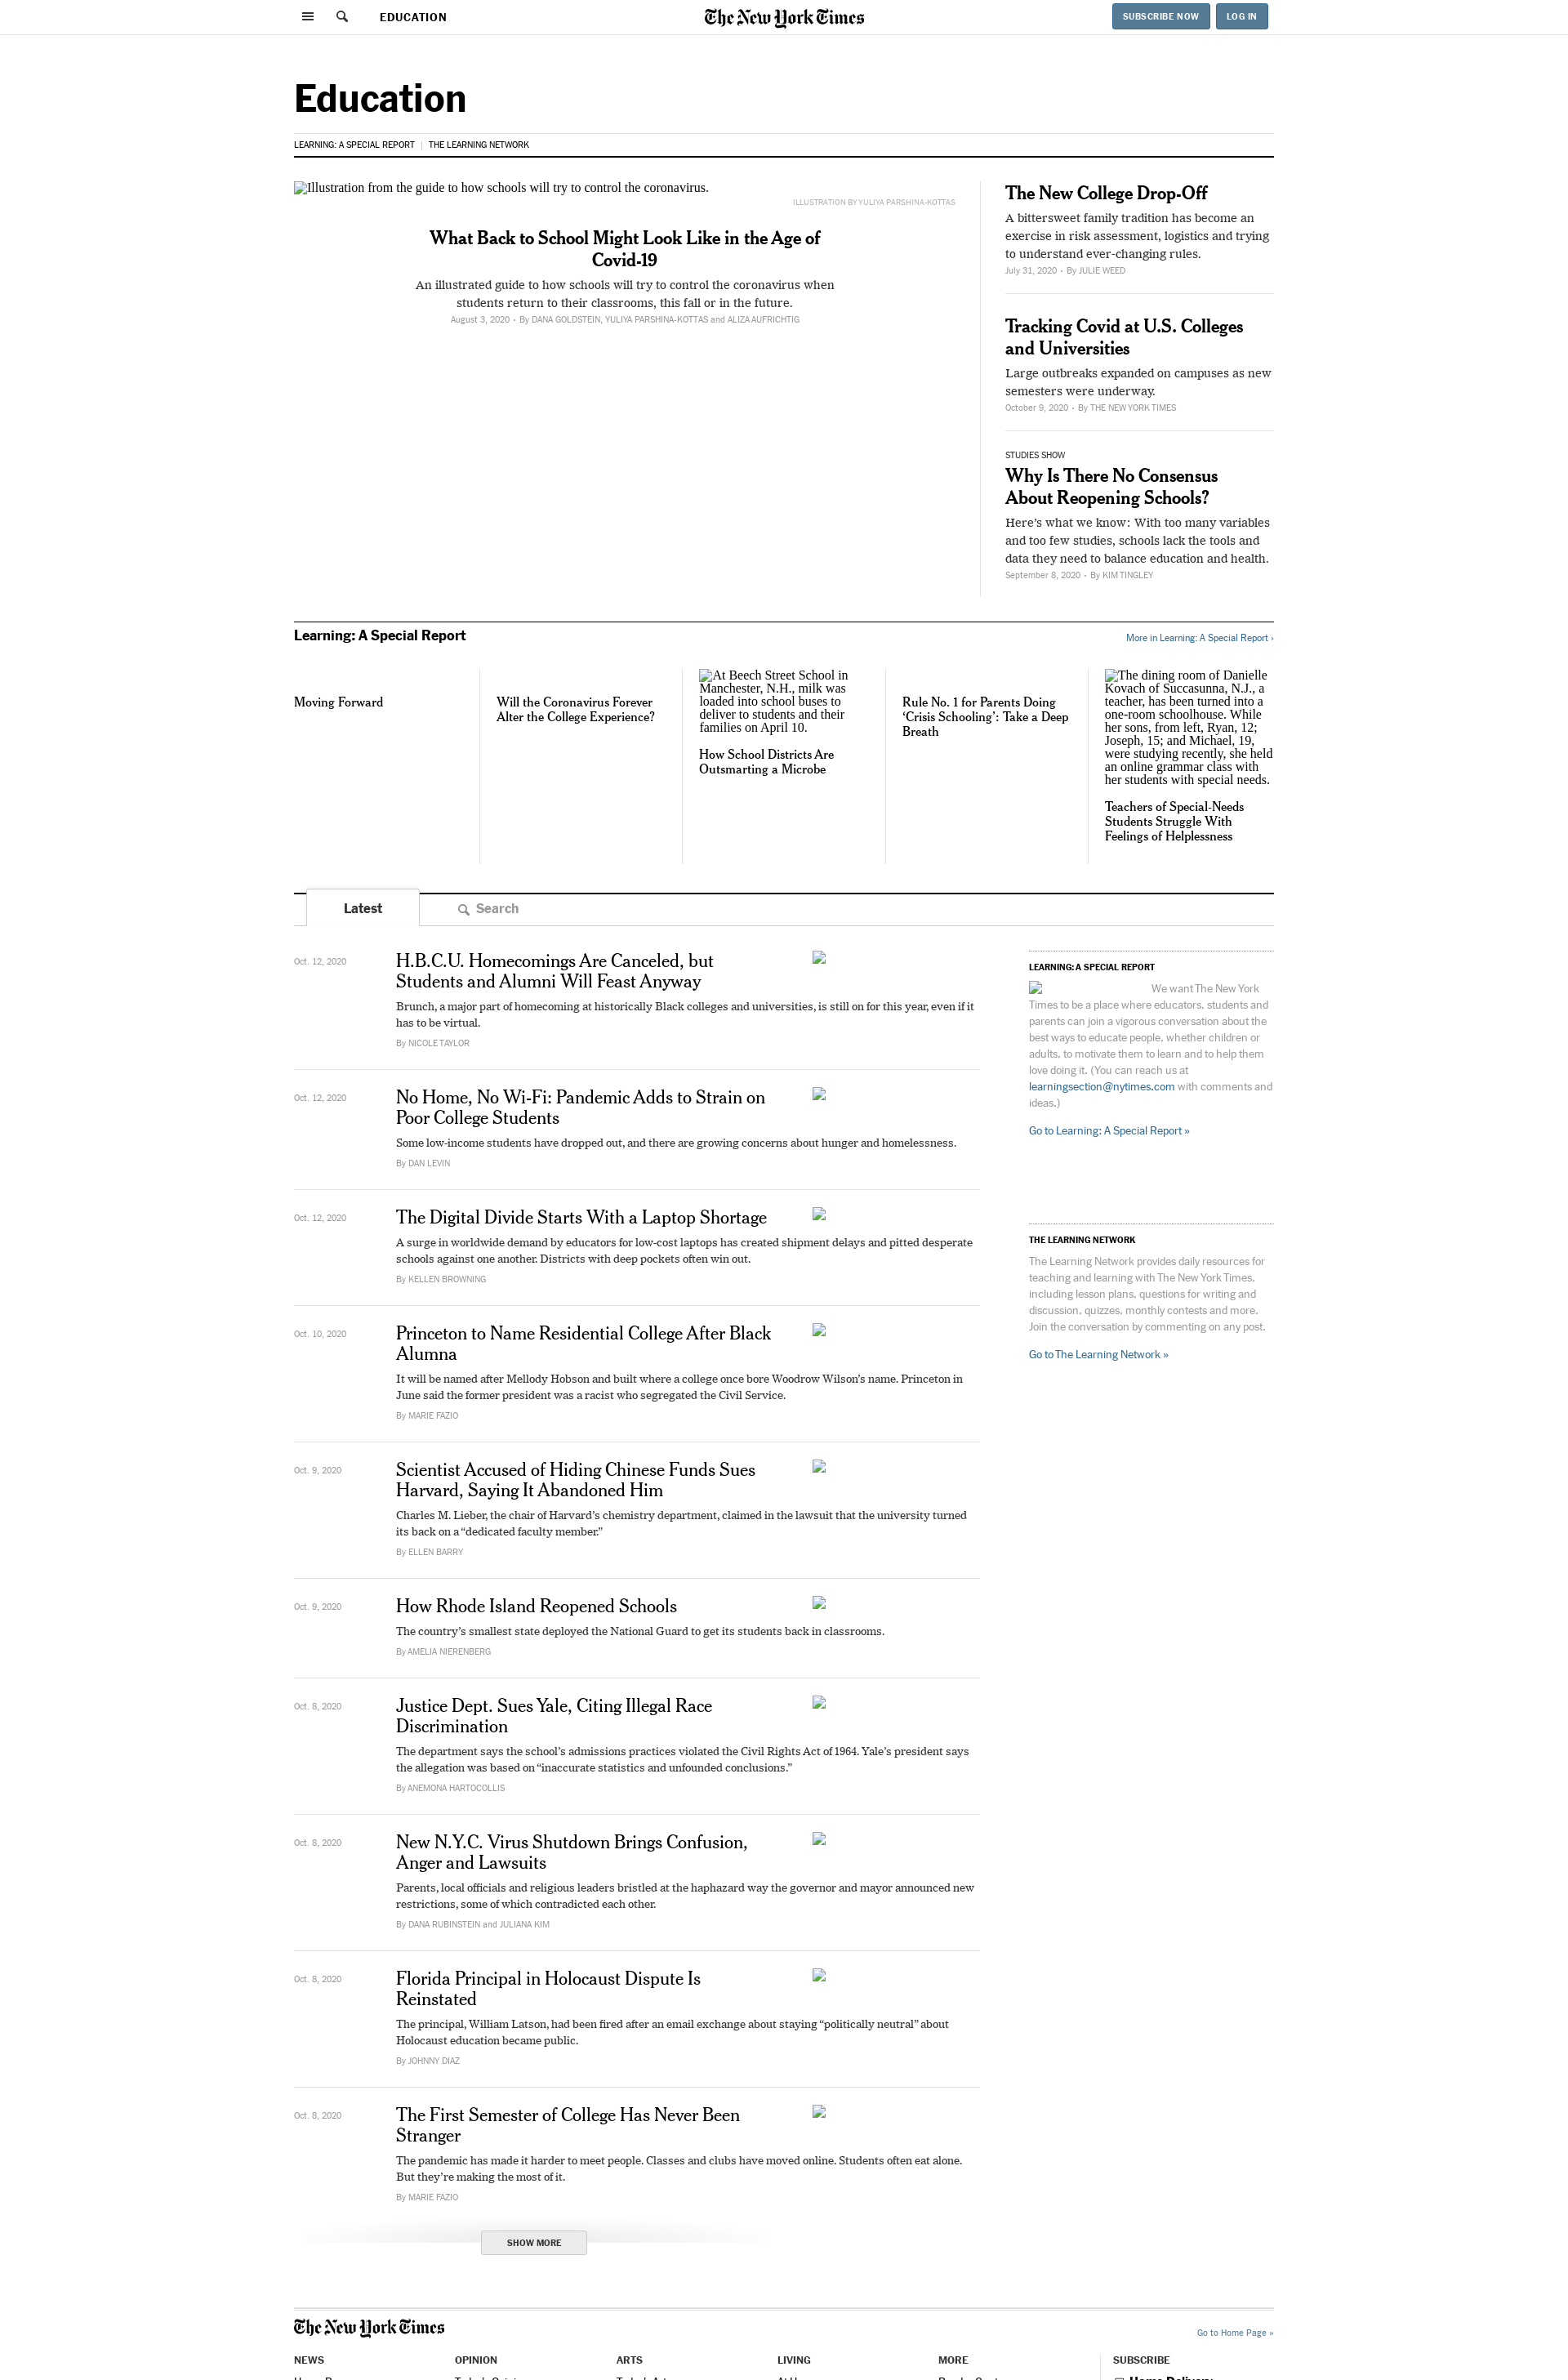 EDUCATION
The New York Times
SUBSCRIBE NOW
LOG IN
Education
LEARNING: A SPECIAL REPORT
THE LEARNING NETWORK
Illustration from the guide to how schools will try to control the coronavirus.
ILLUSTRATION BY YULIYA PARSHINA-KOTTAS
What Back to School Might Look Like in the Age of
Covid-19
An illustrated guide to how schools will try to control the coronavirus when
students return to their classrooms, this fall or in the future.
August 3, 2020 • By DANA GOLDSTEIN, YULIYA PARSHINA-KOTTAS and ALIZA AUFRICHTIG
The New College Drop-Off
A bittersweet family tradition has become an
exercise in risk assessment, logistics and trying
to understand ever-changing rules.
July 31, 2020 • By JULIE WEED
Tracking Covid at U.S. Colleges
and Universities
Large outbreaks expanded on campuses as new
semesters were underway.
October 9, 2020 • By THE NEW YORK TIMES
STUDIES SHOW
Why Is There No Consensus
About Reopening Schools?
Here’s what we know: With too many variables
and too few studies, schools lack the tools and
data they need to balance education and health.
September 8, 2020 • By KIM TINGLEY
Learning: A Special Report
More in Learning: A Special Report ›
Moving Forward
Will the Coronavirus Forever
Alter the College Experience?
At Beech Street School in
Manchester, N.H., milk was
loaded into school buses to
deliver to students and their
families on April 10.
How School Districts Are
Outsmarting a Microbe
Rule No. 1 for Parents Doing
‘Crisis Schooling’: Take a Deep
Breath
The dining room of Danielle
Kovach of Succasunna, N.J., a
teacher, has been turned into a
one-room schoolhouse. While
her sons, from left, Ryan, 12;
Joseph, 15; and Michael, 19,
were studying recently, she held
an online grammar class with
her students with special needs.
Teachers of Special-Needs
Students Struggle With
Feelings of Helplessness
Latest
Search
Oct. 12, 2020
H.B.C.U. Homecomings Are Canceled, but
Students and Alumni Will Feast Anyway
Brunch, a major part of homecoming at historically Black colleges and universities, is still on for this year, even if it
has to be virtual.
By NICOLE TAYLOR
Oct. 12, 2020
No Home, No Wi-Fi: Pandemic Adds to Strain on
Poor College Students
Some low-income students have dropped out, and there are growing concerns about hunger and homelessness.
By DAN LEVIN
Oct. 12, 2020
The Digital Divide Starts With a Laptop Shortage
A surge in worldwide demand by educators for low-cost laptops has created shipment delays and pitted desperate
schools against one another. Districts with deep pockets often win out.
By KELLEN BROWNING
Oct. 10, 2020
Princeton to Name Residential College After Black
Alumna
It will be named after Mellody Hobson and built where a college once bore Woodrow Wilson’s name. Princeton in
June said the former president was a racist who segregated the Civil Service.
By MARIE FAZIO
Oct. 9, 2020
Scientist Accused of Hiding Chinese Funds Sues
Harvard, Saying It Abandoned Him
Charles M. Lieber, the chair of Harvard’s chemistry department, claimed in the lawsuit that the university turned
its back on a “dedicated faculty member.”
By ELLEN BARRY
Oct. 9, 2020
How Rhode Island Reopened Schools
The country’s smallest state deployed the National Guard to get its students back in classrooms.
By AMELIA NIERENBERG
Oct. 8, 2020
Justice Dept. Sues Yale, Citing Illegal Race
Discrimination
The department says the school’s admissions practices violated the Civil Rights Act of 1964. Yale’s president says
the allegation was based on “inaccurate statistics and unfounded conclusions.”
By ANEMONA HARTOCOLLIS
Oct. 8, 2020
New N.Y.C. Virus Shutdown Brings Confusion,
Anger and Lawsuits
Parents, local officials and religious leaders bristled at the haphazard way the governor and mayor announced new
restrictions, some of which contradicted each other.
By DANA RUBINSTEIN and JULIANA KIM
Oct. 8, 2020
Florida Principal in Holocaust Dispute Is
Reinstated
The principal, William Latson, had been fired after an email exchange about staying “politically neutral” about
Holocaust education became public.
By JOHNNY DIAZ
Oct. 8, 2020
The First Semester of College Has Never Been
Stranger
The pandemic has made it harder to meet people. Classes and clubs have moved online. Students often eat alone.
But they’re making the most of it.
By MARIE FAZIO
SHOW MORE
LEARNING: A SPECIAL REPORT
We want The New York
Times to be a place where educators, students and
parents can join a vigorous conversation about the
best ways to educate people, whether children or
adults, to motivate them to learn and to help them
love doing it. (You can reach us at
learningsection@nytimes.com with comments and
ideas.)
Go to Learning: A Special Report »
THE LEARNING NETWORK
The Learning Network provides daily resources for
teaching and learning with The New York Times,
including lesson plans, questions for writing and
discussion, quizzes, monthly contests and more.
Join the conversation by commenting on any post.
Go to The Learning Network »
The New York Times
Go to Home Page »
NEWS
OPINION
ARTS
LIVING
MORE
SUBSCRIBE